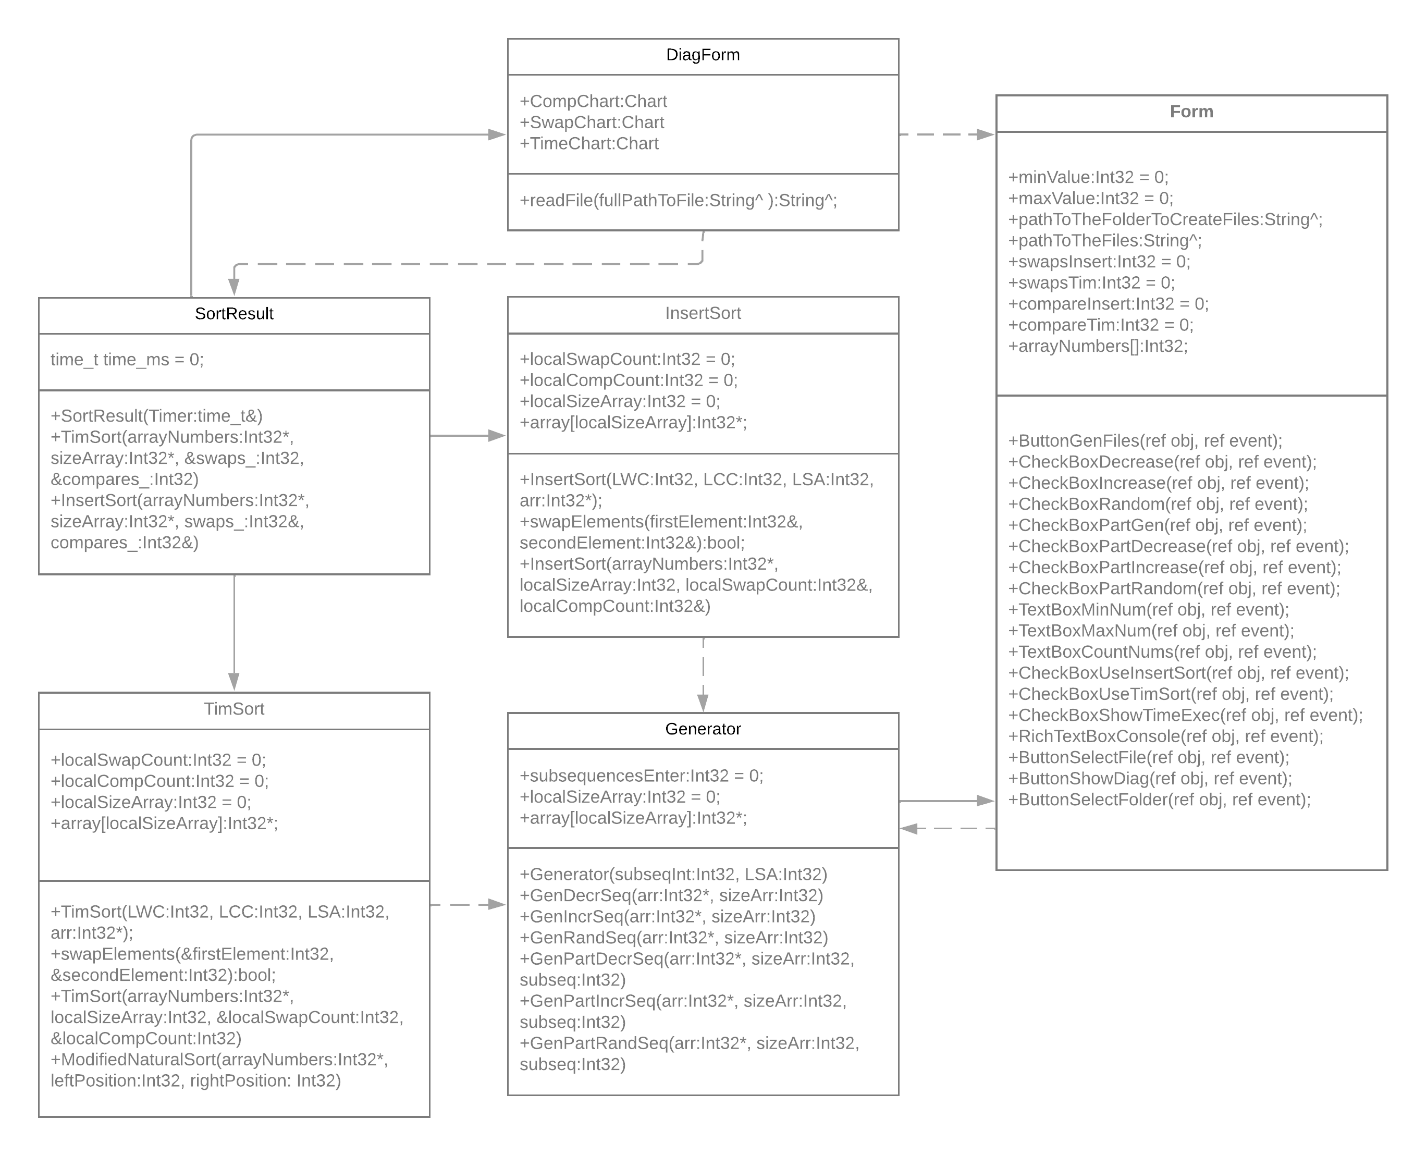 DiagForm
+CompChart:Chart
+SwapChart:Chart
+TimeChart:Chart
+readFile(fullPathToFile:String^ ):String^;
Form
+minValue:Int32 = 0;
+maxValue:Int32 = 0;
+pathToTheFolderToCreateFiles:String^;
+pathToTheFiles:String^;
+swapsInsert:Int32 = 0;
+swapsTim:Int32 = 0;
+compareInsert:Int32 = 0;
+compareTim:Int32 = 0;
+arrayNumbers[]:Int32;
+ButtonGenFiles(ref obj, ref event);
+CheckBoxDecrease(ref obj, ref event);
+CheckBoxIncrease(ref obj, ref event);
+CheckBoxRandom(ref obj, ref event);
+CheckBoxPartGen(ref obj, ref event);
+CheckBoxPartDecrease(ref obj, ref event);
+CheckBoxPartIncrease(ref obj, ref event);
+CheckBoxPartRandom(ref obj, ref event);
+TextBoxMinNum(ref obj, ref event);
+TextBoxMaxNum(ref obj, ref event);
+TextBoxCountNums(ref obj, ref event);
+CheckBoxUseInsertSort(ref obj, ref event);
+CheckBoxUseTimSort(ref obj, ref event);
+CheckBoxShowTimeExec(ref obj, ref event);
+RichTextBoxConsole(ref obj, ref event);
+ButtonSelectFile(ref obj, ref event);
+ButtonShowDiag(ref obj, ref event);
+ButtonSelectFolder(ref obj, ref event);
SortResult
time_t time_ms = 0;
+SortResult(Timer:time_t&)
+TimSort(arrayNumbers:Int32*,
sizeArray:Int32*, &swaps_:Int32,
&compares_:Int32)
+InsertSort(arrayNumbers:Int32*,
sizeArray:Int32*, swaps_:Int32&,
compares_:Int32&)
InsertSort
+localSwapCount:Int32 = 0;
+localCompCount:Int32 = 0;
+localSizeArray:Int32 = 0;
+array[localSizeArray]:Int32*;
+InsertSort(LWC:Int32, LCC:Int32, LSA:Int32,
arr:Int32*);
+swapElements(firstElement:Int32&,
secondElement:Int32&):bool;
+InsertSort(arrayNumbers:Int32*,
localSizeArray:Int32, localSwapCount:Int32&,
localCompCount:Int32&)
TimSort
+localSwapCount:Int32 = 0;
+localCompCount:Int32 = 0;
+localSizeArray:Int32 = 0;
+array[localSizeArray]:Int32*;
+TimSort(LWC:Int32, LCC:Int32, LSA:Int32,
arr:Int32*);
+swapElements(&firstElement:Int32,
&secondElement:Int32):bool;
+TimSort(arrayNumbers:Int32*,
localSizeArray:Int32, &localSwapCount:Int32,
&localCompCount:Int32)
+ModifiedNaturalSort(arrayNumbers:Int32*,
leftPosition:Int32, rightPosition: Int32)
Generator
+subsequencesEnter:Int32 = 0;
+localSizeArray:Int32 = 0;
+array[localSizeArray]:Int32*;
+Generator(subseqInt:Int32, LSA:Int32)
+GenDecrSeq(arr:Int32*, sizeArr:Int32)
+GenIncrSeq(arr:Int32*, sizeArr:Int32)
+GenRandSeq(arr:Int32*, sizeArr:Int32)
+GenPartDecrSeq(arr:Int32*, sizeArr:Int32,
subseq:Int32)
+GenPartIncrSeq(arr:Int32*, sizeArr:Int32,
subseq:Int32)
+GenPartRandSeq(arr:Int32*, sizeArr:Int32,
subseq:Int32)